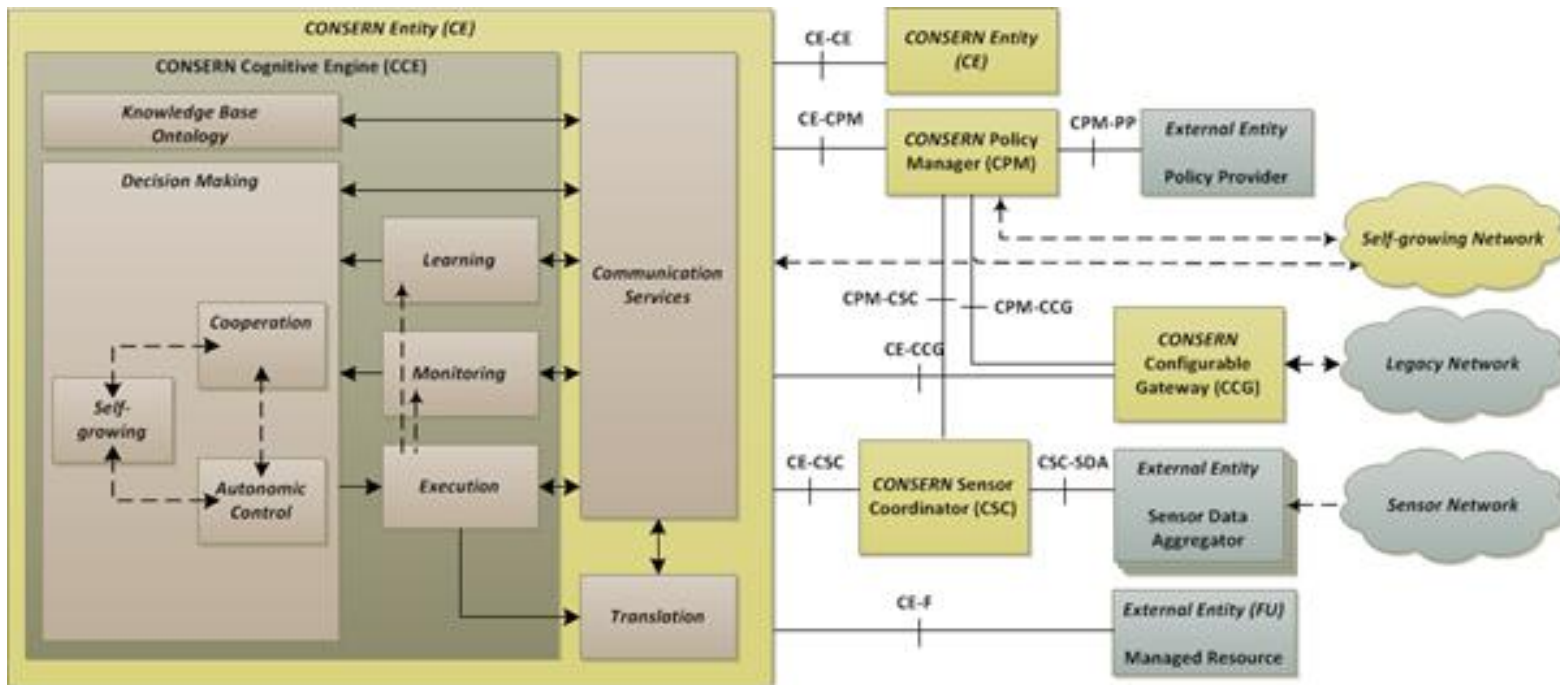 CONSERN Entity (CE)
CONSERN Cognitive Engine (CCE)
Knowledge Base
Ontology
Decision Making
Learning
Cooperation
Monitoring
Self-
growing
Autonomic
Control
Execution
Communication
Services
Translation
CE-CE
CONSERN Entity
(CE)
CE-CPM
CONSERN Policy
Manager (CPM)
CPM-PP
External Entity
Policy Provider
Self-growing Network
CPM-CSC
CPM-CCG
CE-CCG
CONSERN
Configurable
Gateway (CCG)
Legacy Network
CE-CSC
CONSERN Sensor
Coordinator (CSC)
CSC-SDA
External Entity
Sensor Data
Aggregator
Sensor Network
CE-F
External Entity (FU)
Managed Resource